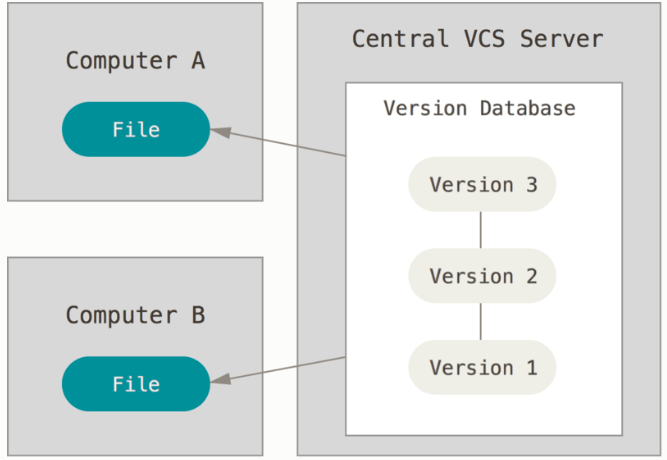 Computer A
File
Computer B
File
Central VCS Server
Version Database
Version 3
Version 2
Version 1